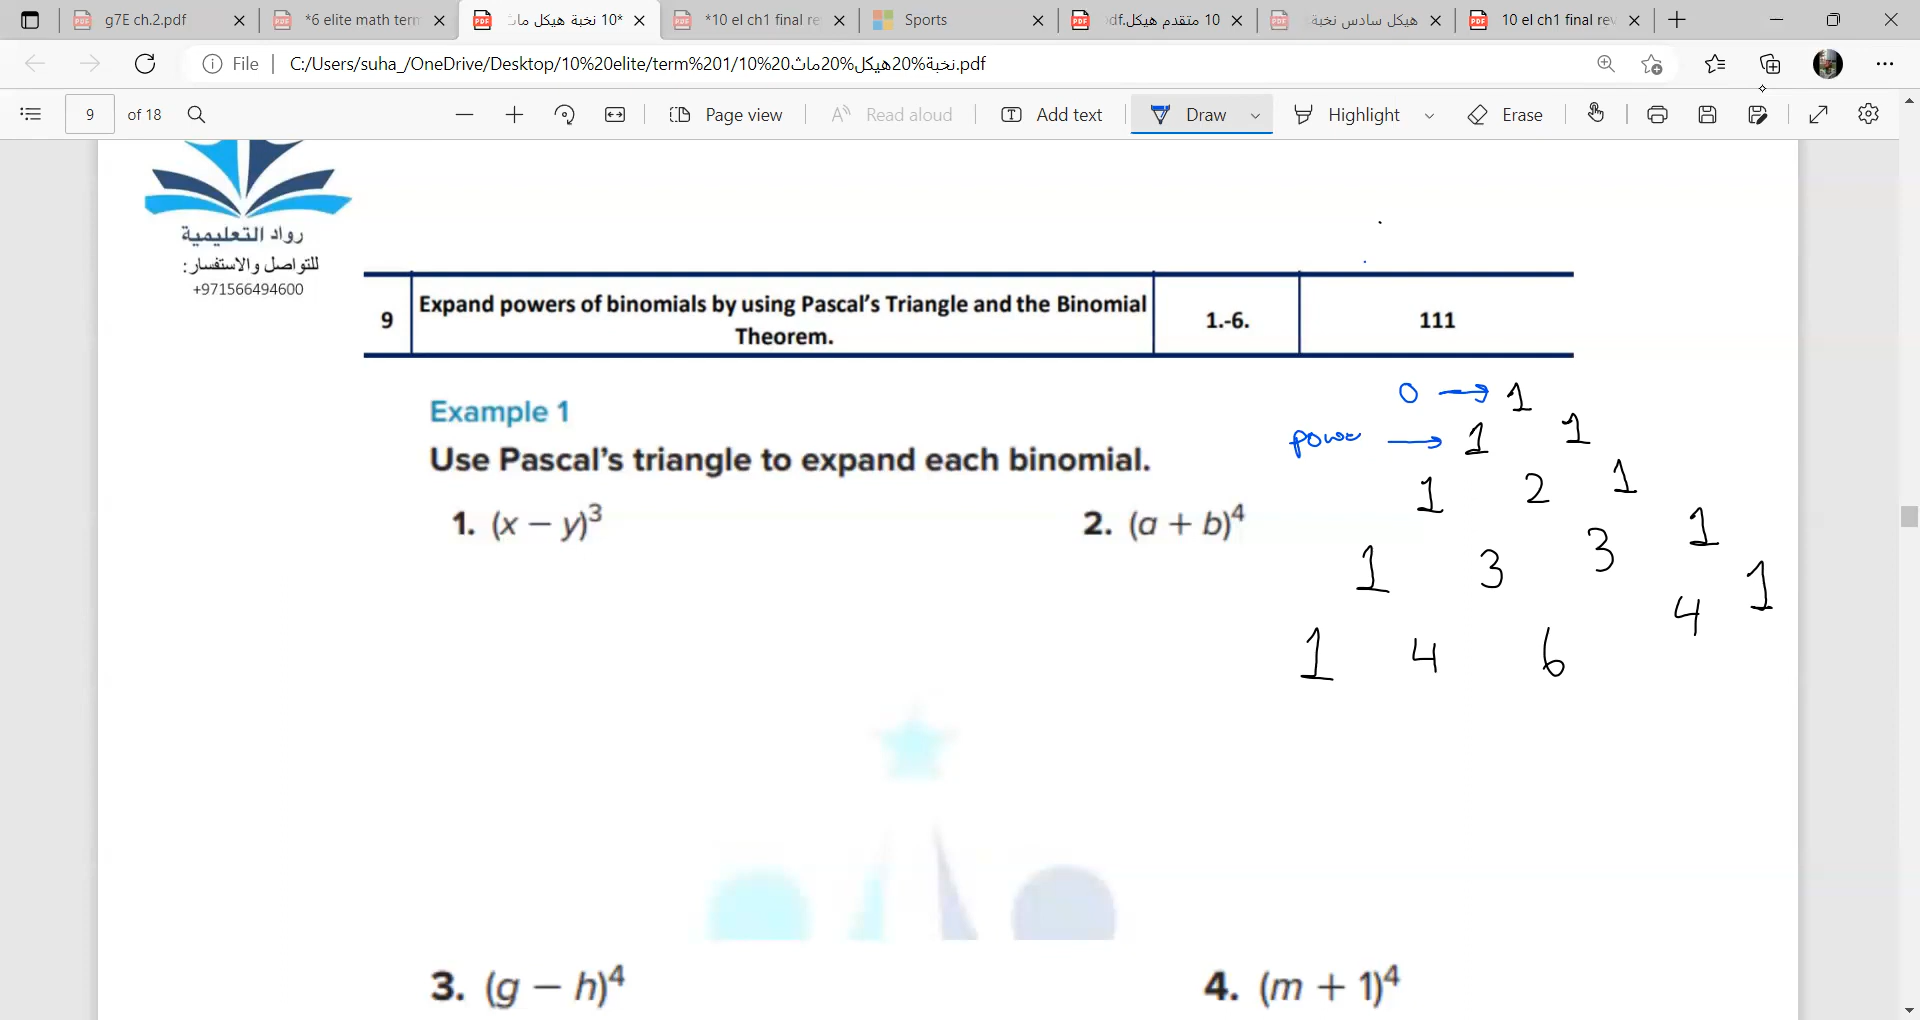 g7E ch.2.pdf
*6 elite math term
*10 نخبة هيكل ماث
*10 el ch1 final re
Sports
10 متقدم هيكل.pdf
هيكل سادس نخبة
10 el ch1 final rev
File
C:/Users/suha_/OneDrive/Desktop/10%20elite/term%201/10%20نخبة%20هيكل%20ماث.pdf
9 of 18
Page view
Read aloud
Add text
Draw
Highlight
Erase
رواد التعليمية
للتواصل والاستفسار:
+971566494600
9 Expand powers of binomials by using Pascal's Triangle and the Binomial Theorem. 1.-6. 111
Example 1
Use Pascal's triangle to expand each binomial.
0 → 1
power → 1 1
1 2 1
1 3 3 1
1 4 6 4 1
1. (x − y)³
2. (a + b)⁴
3. (g − h)⁴
4. (m + 1)⁴